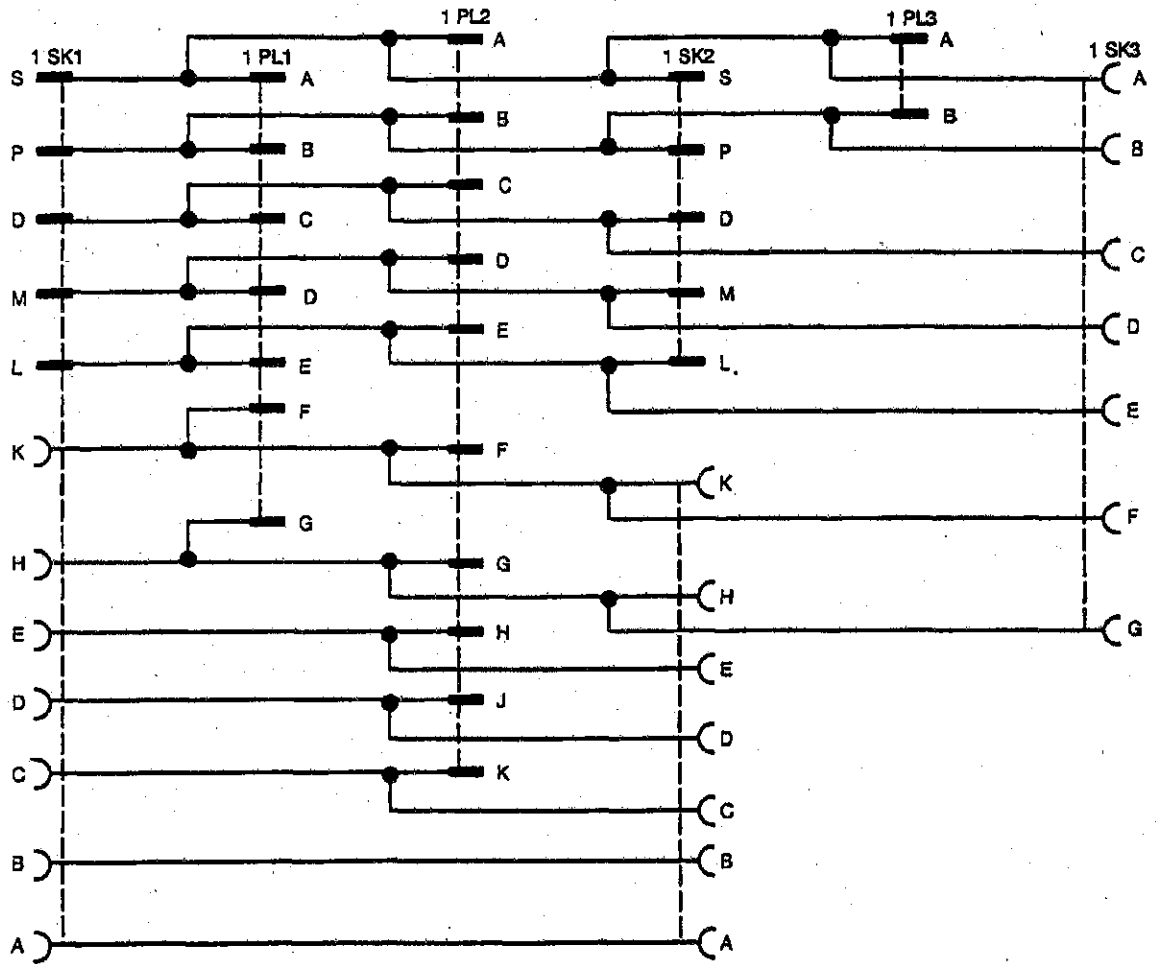 1 PL2
1 PL3
1 SK1
1 PL1
1 SK2
1 SK3
S A A S A A
P B B P B B
D C C D C
M D D M D
L E E L. E
F
K F K F
G
H G H G
E H E
D J D
C K C
B B
A A